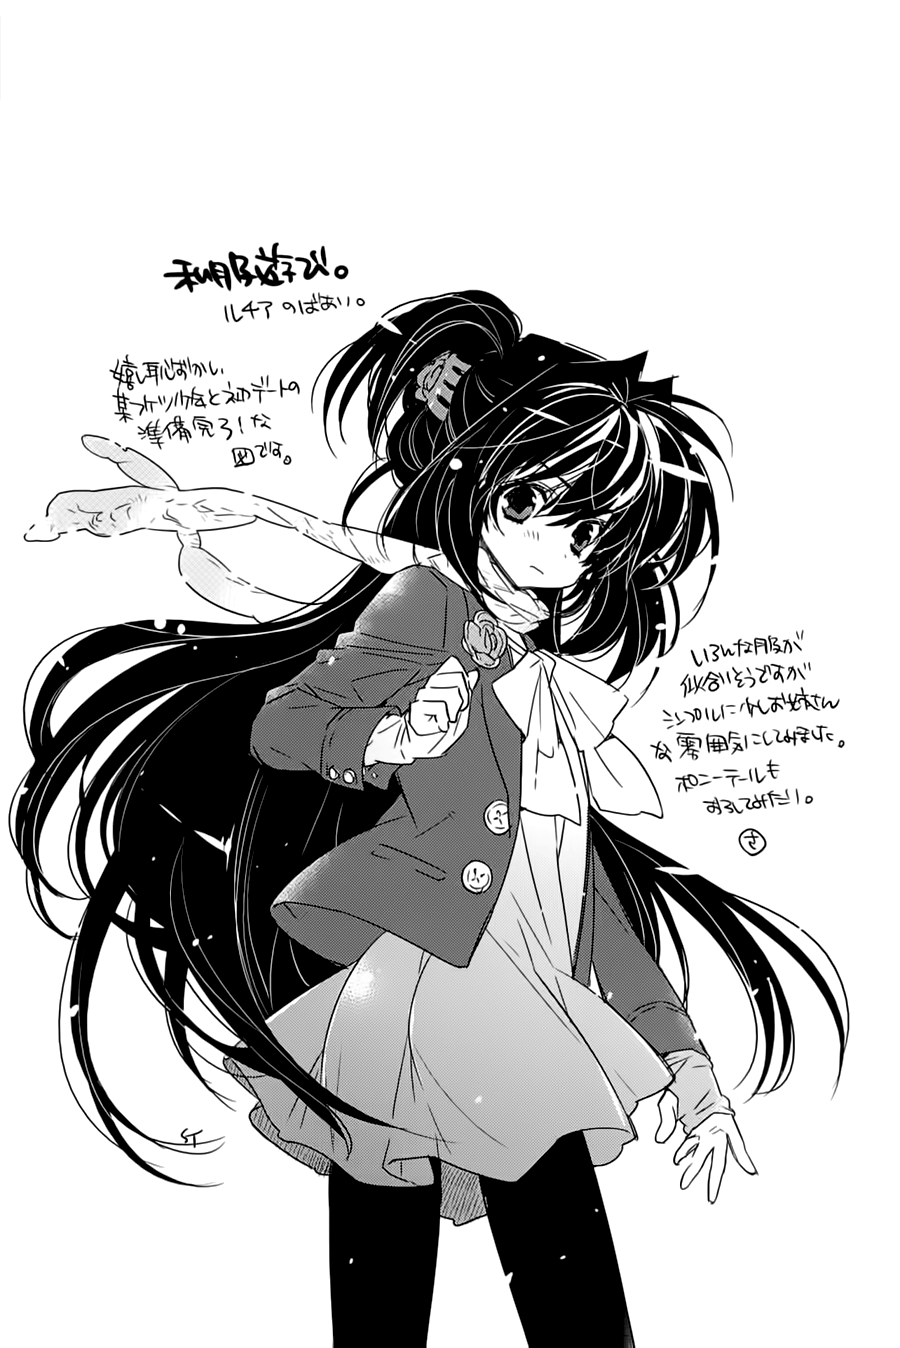 私服遊び。
ルチア のばあい。
嬉し恥ずかし
某コケツ少年と初デートの
準備完了!な
図です。
いろんな服が
似合いそうですが
シンプルに少しお姉さん
な雰囲気にしてみました。
ポニーテールも
おろしてみたり。
さ
ST